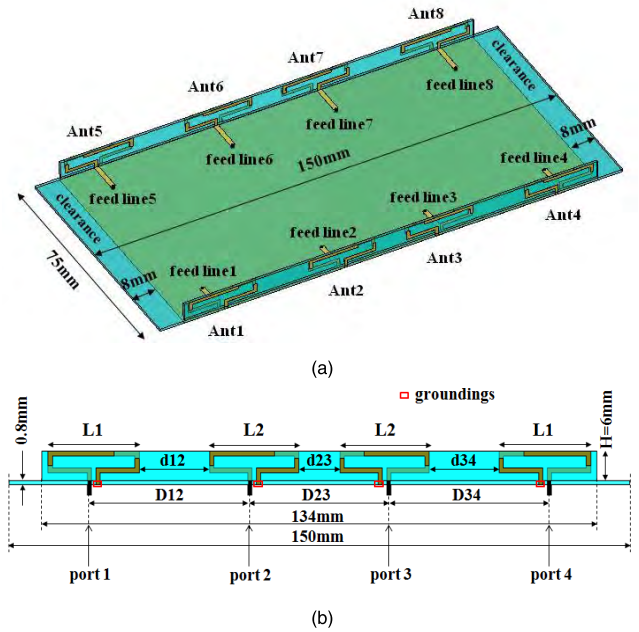 Ant8
Ant7
Ant6
Ant5
clearance
feed line8
feed line7
feed line6
feed line5
8mm
150mm
feed line4
feed line3
feed line2
feed line1
clearance
75mm
8mm
Ant4
Ant3
Ant2
Ant1
(a)
groundings
0.8mm
L1
L2
L2
L1
H=6mm
d12
d23
d34
D12
D23
D34
134mm
150mm
port 1
port 2
port 3
port 4
(b)